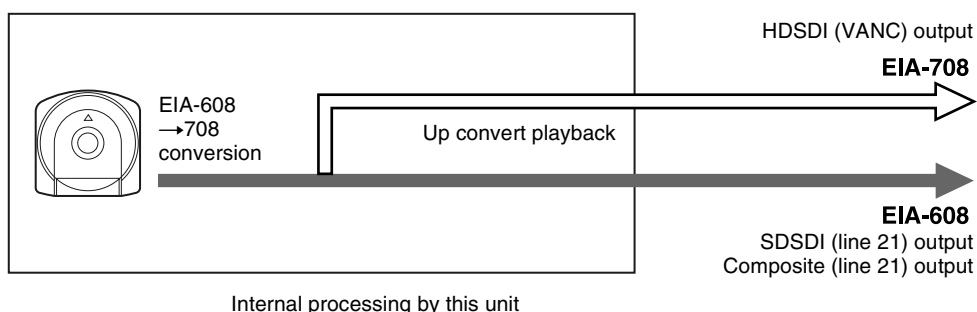 HDSDI (VANC) output
EIA-708
EIA-608
→708
conversion
Up convert playback
EIA-608
SDSDI (line 21) output
Composite (line 21) output
Internal processing by this unit